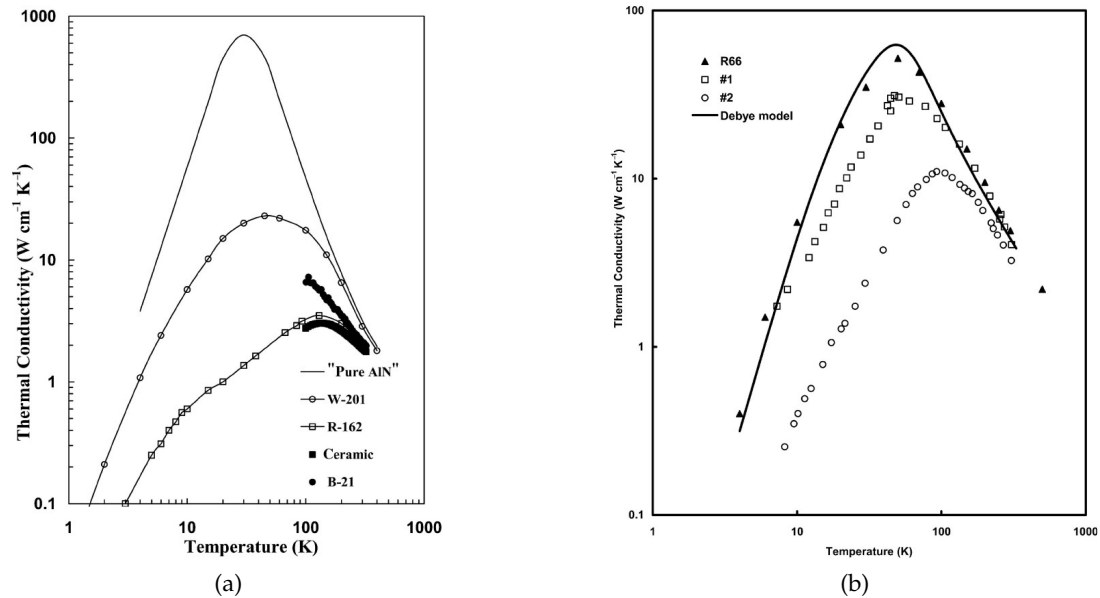 1000
100
10
1
0.1
Thermal Conductivity (W cm⁻¹ K⁻¹)
"Pure AlN"
W-201
R-162
Ceramic
B-21
1 10 100 1000
Temperature (K)
(a)
100
10
1
0.1
Thermal Conductivity (W cm⁻¹ K⁻¹)
R66
#1
#2
Debye model
1 10 100 1000
Temperature (K)
(b)